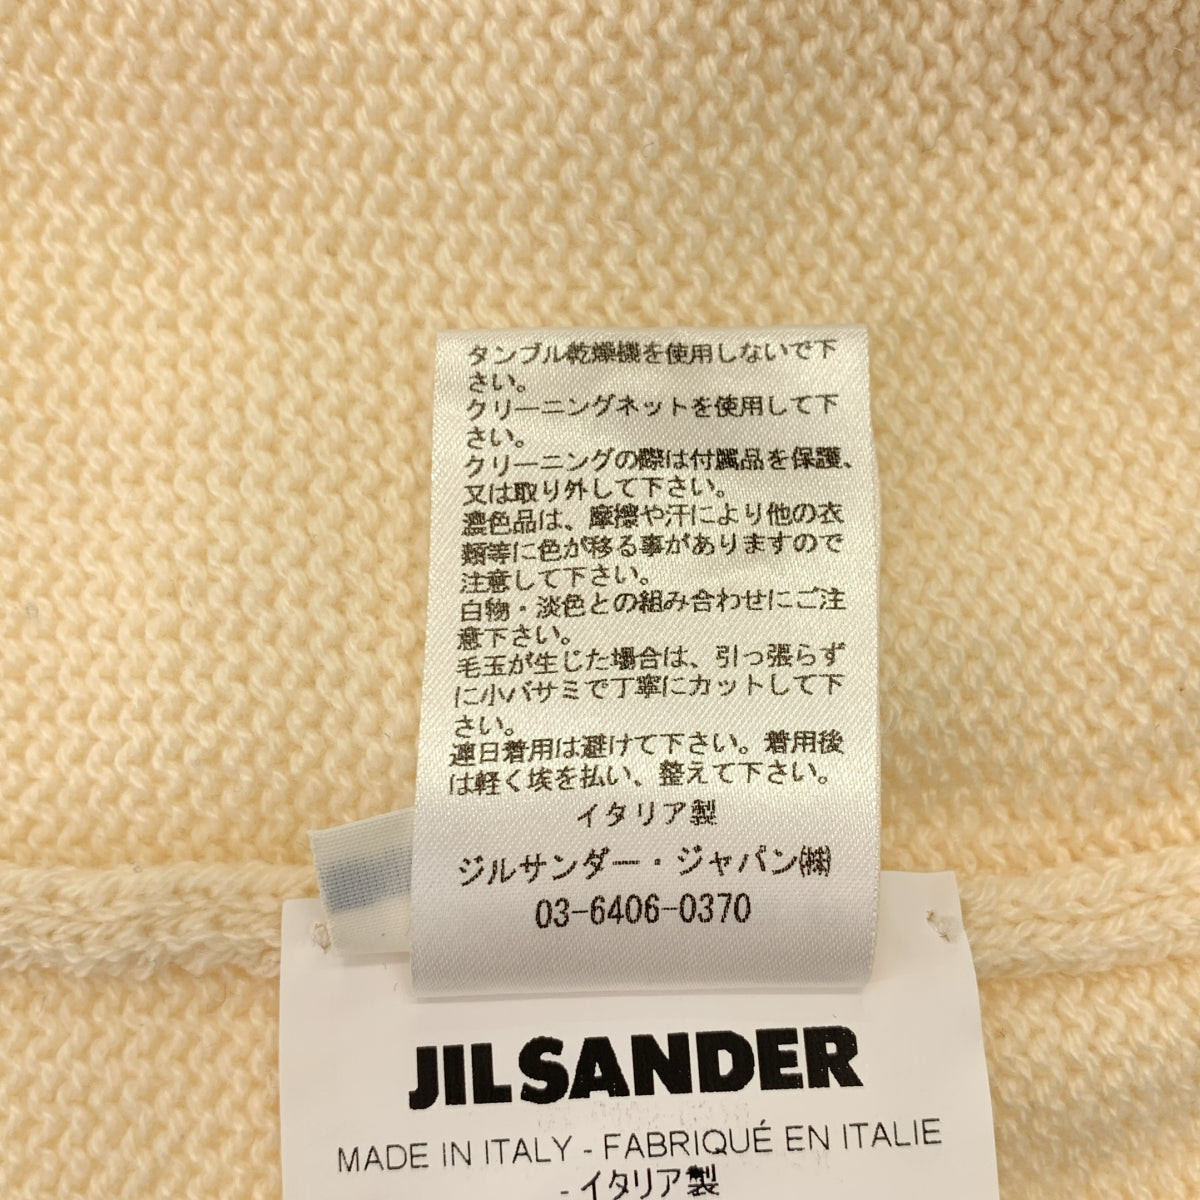 タンブル乾燥機を使用しないで下
さい。
クリーニングネットを使用して下
さい。
クリーニングの際は付属品を保護、
又は取り外して下さい。
濃色品は、摩擦や汗により他の衣
類等に色が移る事がありますので
注意して下さい。
白物・淡色との組み合わせにご注
意下さい。
毛玉が生じた場合は、引っ張らず
に小バサミで丁寧にカットして下
さい。
連日着用は避けて下さい。着用後
は軽く埃を払い、整えて下さい。
イタリア製
ジルサンダー・ジャパン㈱
03-6406-0370
JIL SANDER
MADE IN ITALY - FABRIQUÉ EN ITALIE
- イタリア製